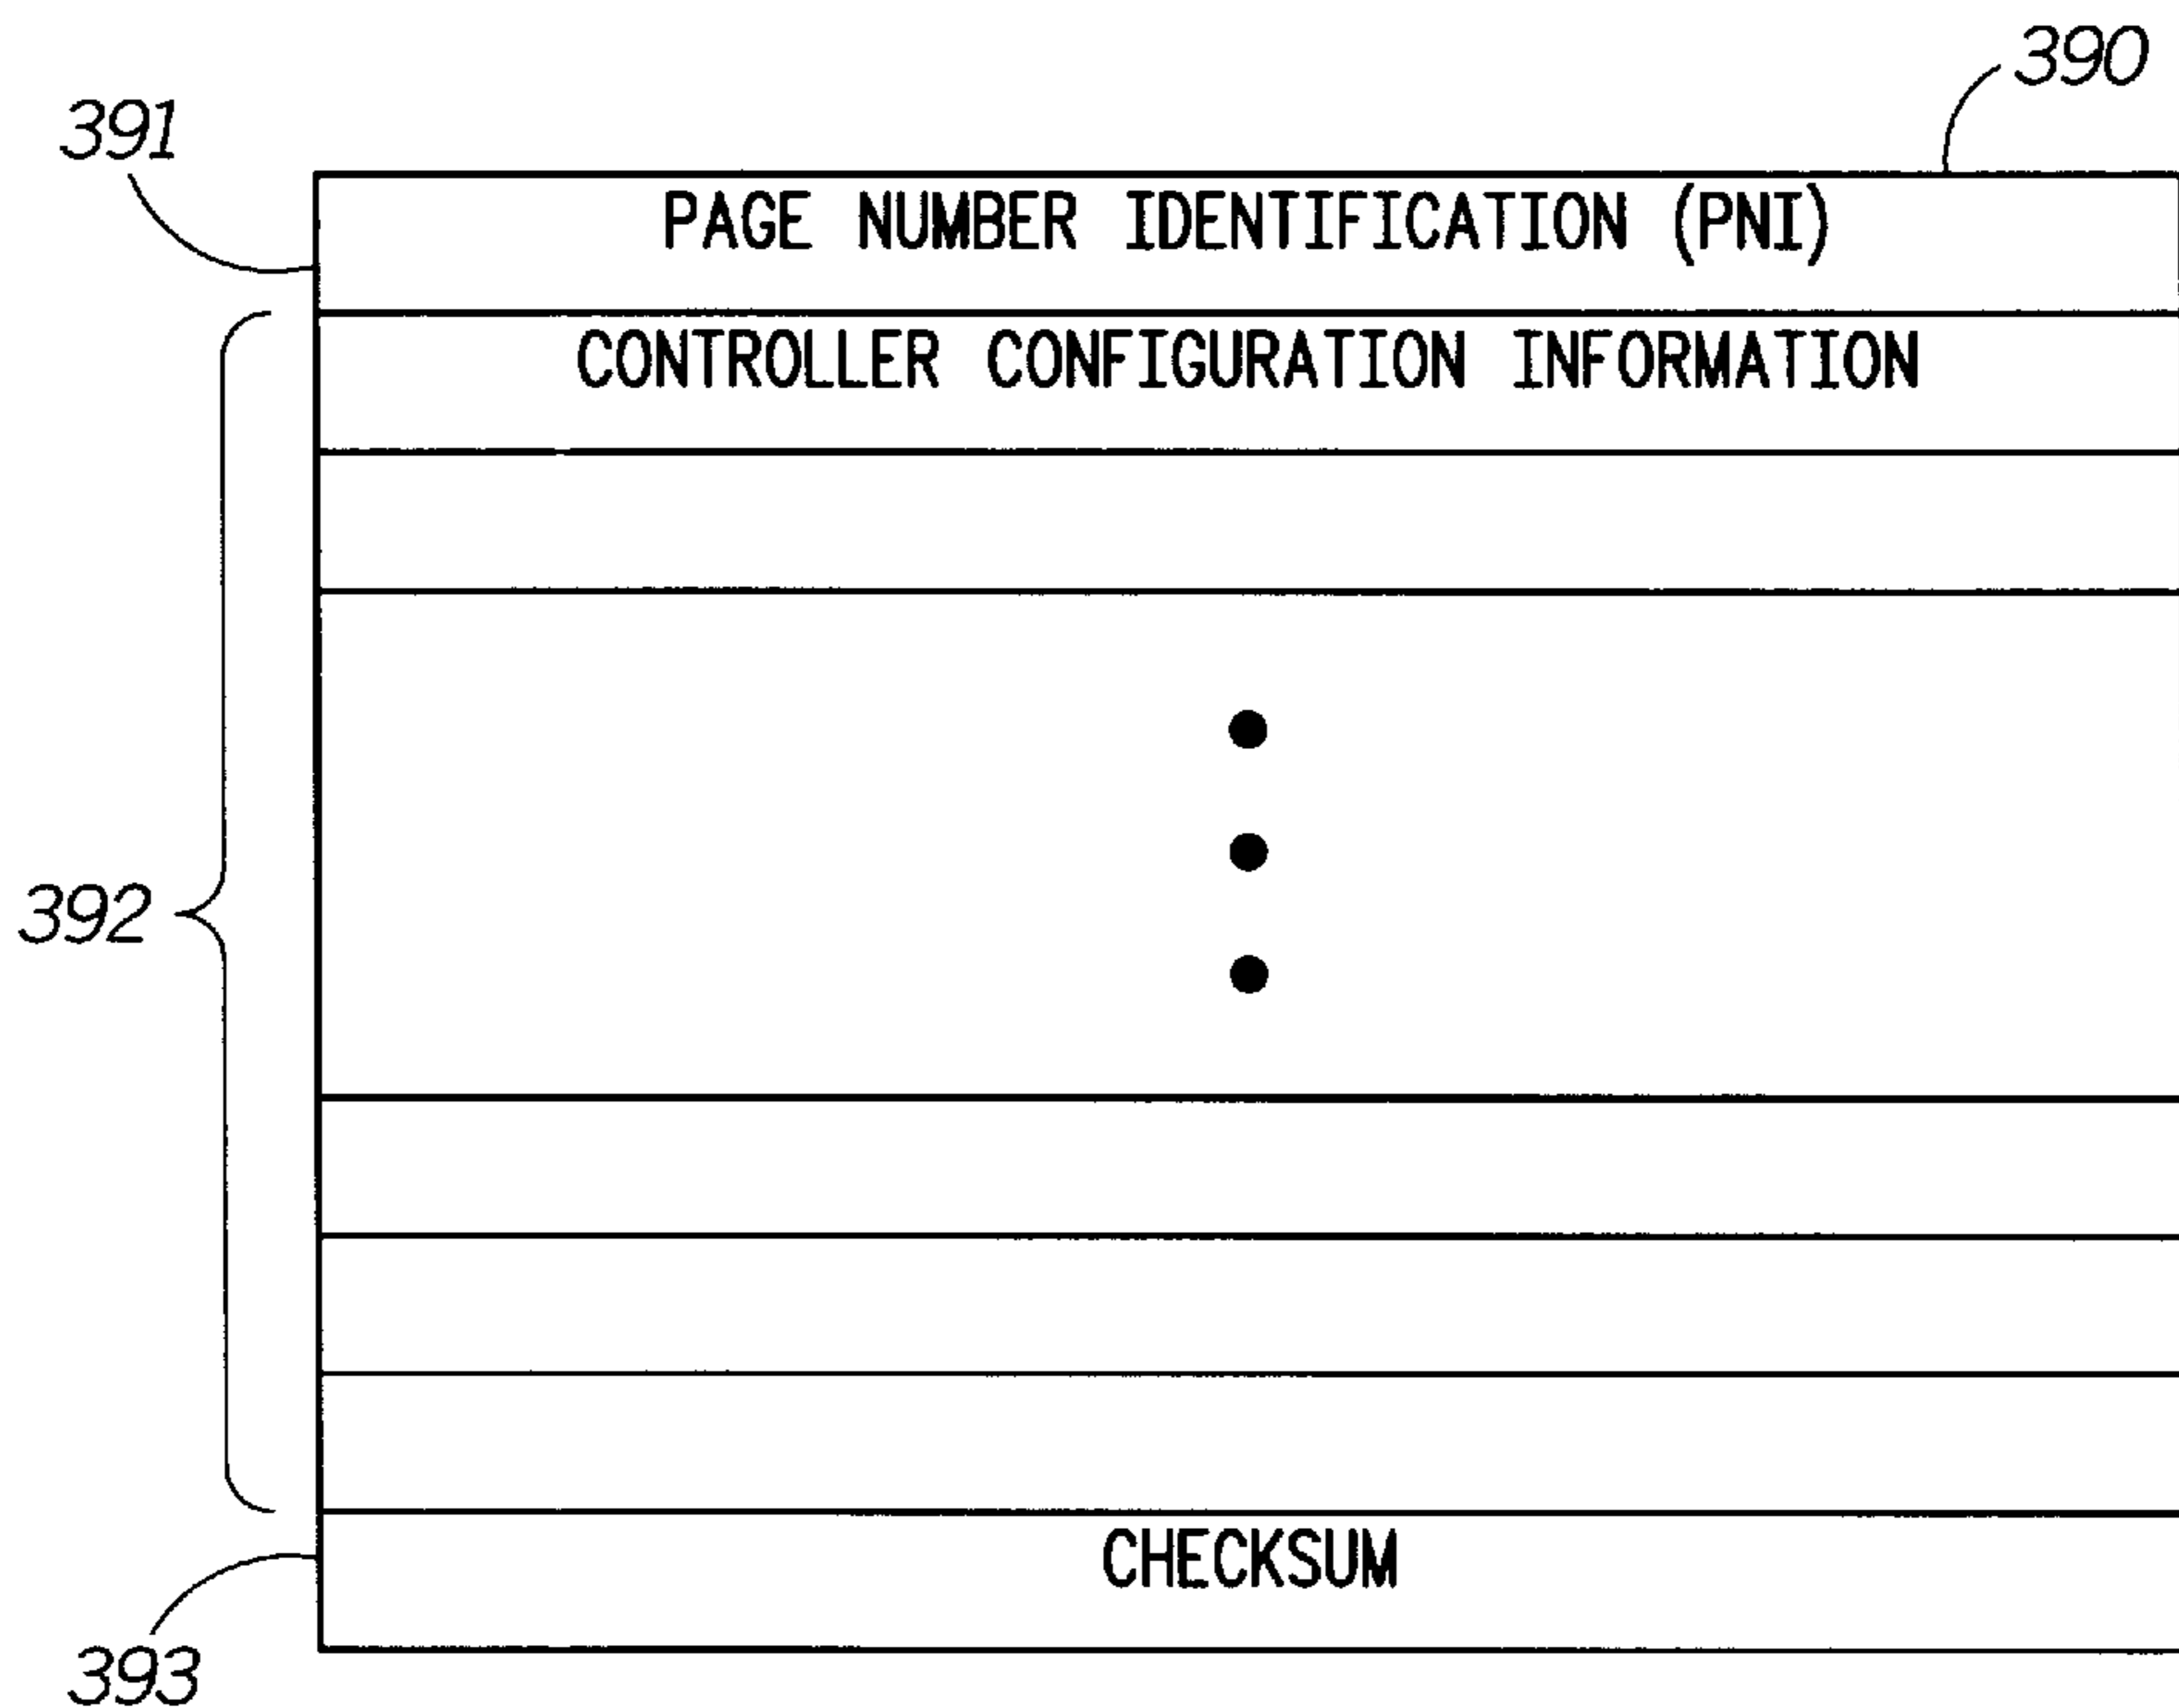 390
391
PAGE NUMBER IDENTIFICATION (PNI)
CONTROLLER CONFIGURATION INFORMATION
392
CHECKSUM
393